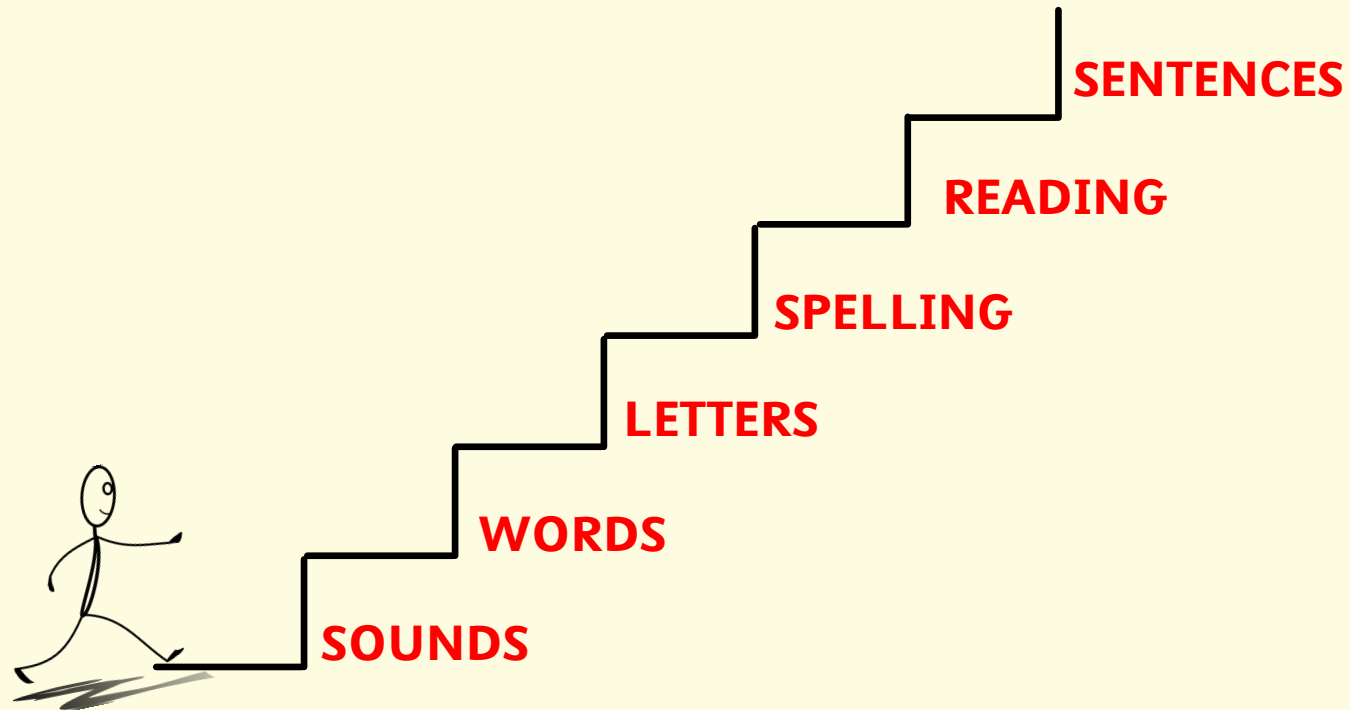 SENTENCES
READING
SPELLING
LETTERS
WORDS
SOUNDS